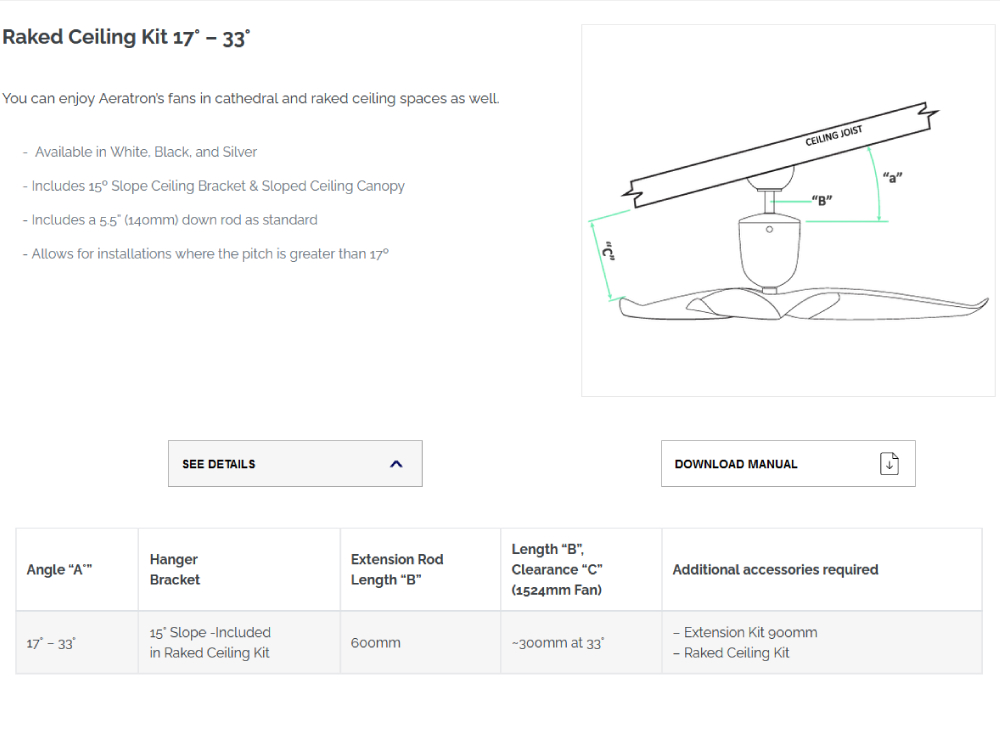 Raked Ceiling Kit 17° – 33°
You can enjoy Aeratron's fans in cathedral and raked ceiling spaces as well.
- Available in White, Black, and Silver
- Includes 15º Slope Ceiling Bracket & Sloped Ceiling Canopy
- Includes a 5.5” (140mm) down rod as standard
- Allows for installations where the pitch is greater than 17º
CEILING JOIST
“a”
“B”
“C”
SEE DETAILS
DOWNLOAD MANUAL
Angle “A°”
Hanger
Bracket
Extension Rod
Length “B”
Length “B”,
Clearance “C”
(1524mm Fan)
Additional accessories required
17° – 33°
15° Slope -Included
in Raked Ceiling Kit
600mm
~300mm at 33°
– Extension Kit 900mm
– Raked Ceiling Kit